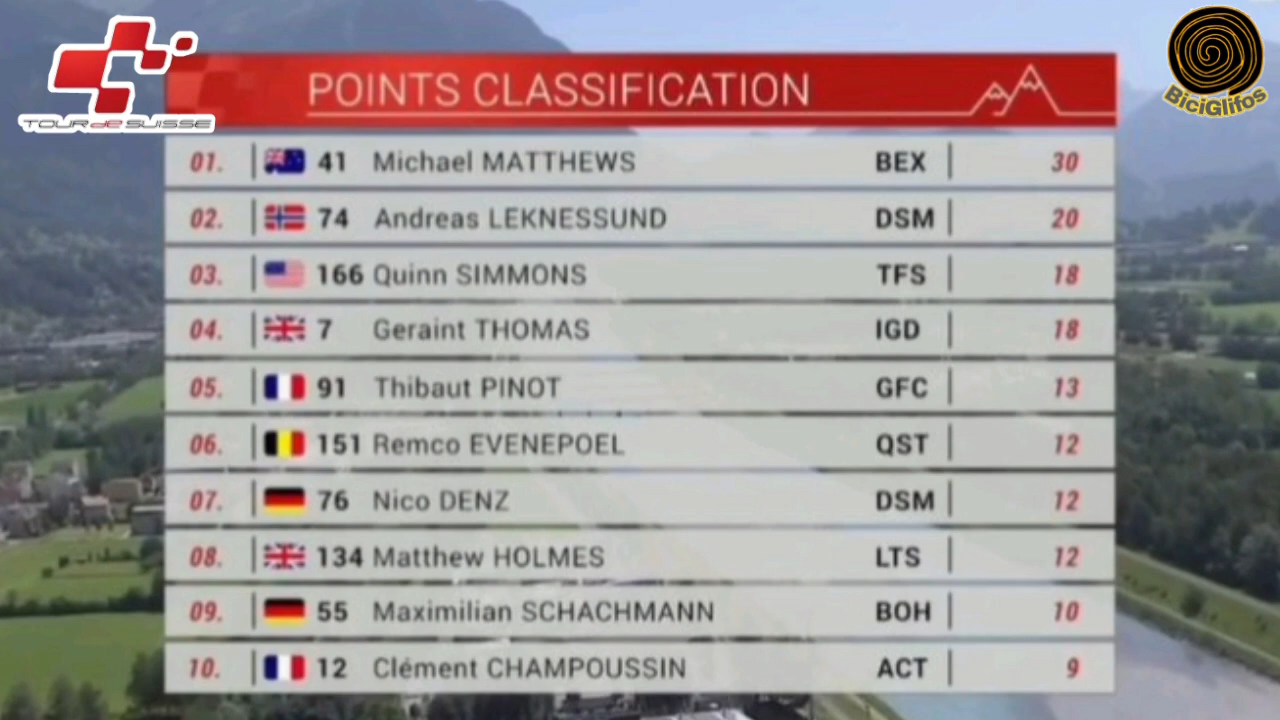 TOUR de SUISSE
BiciGlifos
POINTS CLASSIFICATION
01. 41 Michael MATTHEWS BEX 30
02. 74 Andreas LEKNESSUND DSM 20
03. 166 Quinn SIMMONS TFS 18
04. 7 Geraint THOMAS IGD 18
05. 91 Thibaut PINOT GFC 13
06. 151 Remco EVENEPOEL QST 12
07. 76 Nico DENZ DSM 12
08. 134 Matthew HOLMES LTS 12
09. 55 Maximilian SCHACHMANN BOH 10
10. 12 Clément CHAMPOUSSIN ACT 9